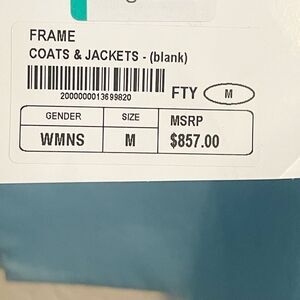 FRAME
COATS & JACKETS - (blank)
2000000013699820
FTY M
GENDER SIZE MSRP
WMNS M $857.00